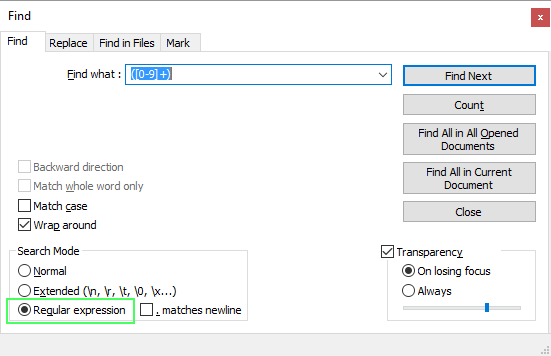 Find
x
Find Replace Find in Files Mark
Find what : ([0-9]+)
Find Next
Count
Find All in All Opened
Documents
Find All in Current
Document
Close
Backward direction
Match whole word only
Match case
Wrap around
Search Mode
Normal
Extended (\n, \r, \t, \0, \x...)
Regular expression
. matches newline
Transparency
On losing focus
Always